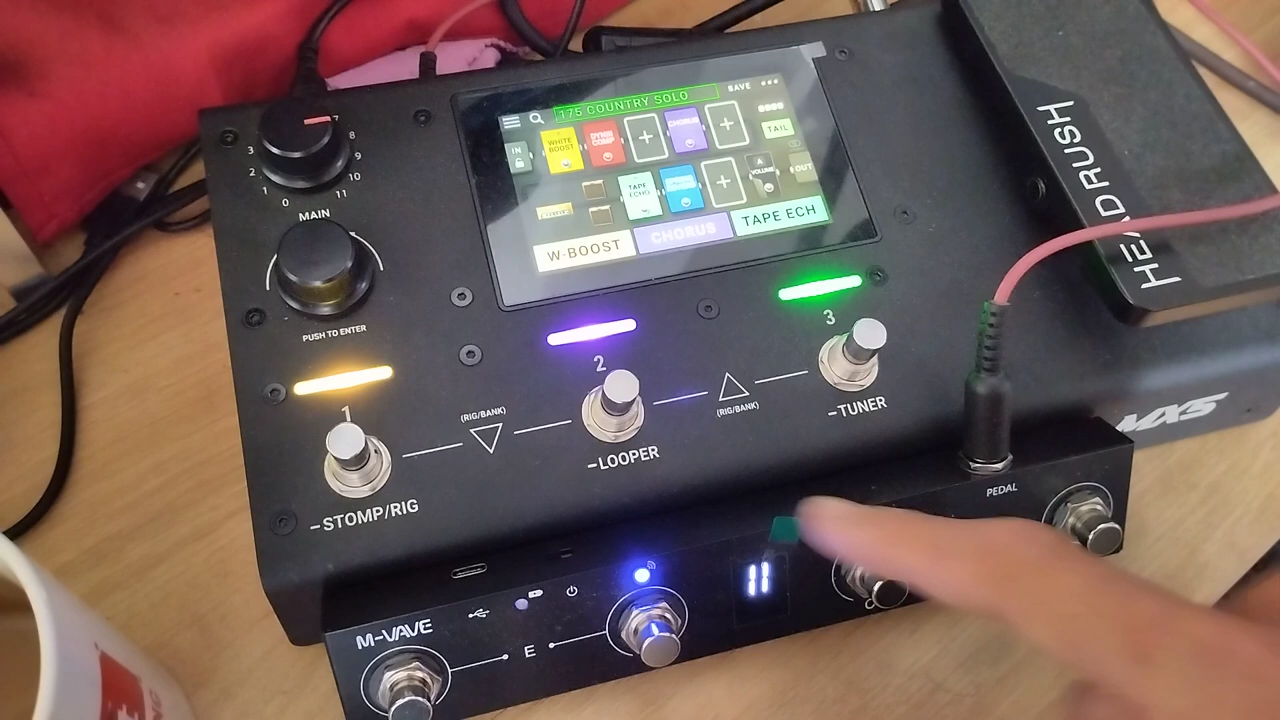 175 COUNTRY SOLO
SAVE
IN
WHITE BOOST
COMP
CHORUS
TAIL
TAPE ECHO
A
VOLUME
OUT
W-BOOST
CHORUS
TAPE ECH
7
3 8
2 9
1 10
0 11
MAIN
PUSH TO ENTER
HEADRUSH
1
2
3
(RIG/BANK)
(RIG/BANK)
-STOMP/RIG
-LOOPER
-TUNER
MX5
PEDAL
M-VAVE
E
11